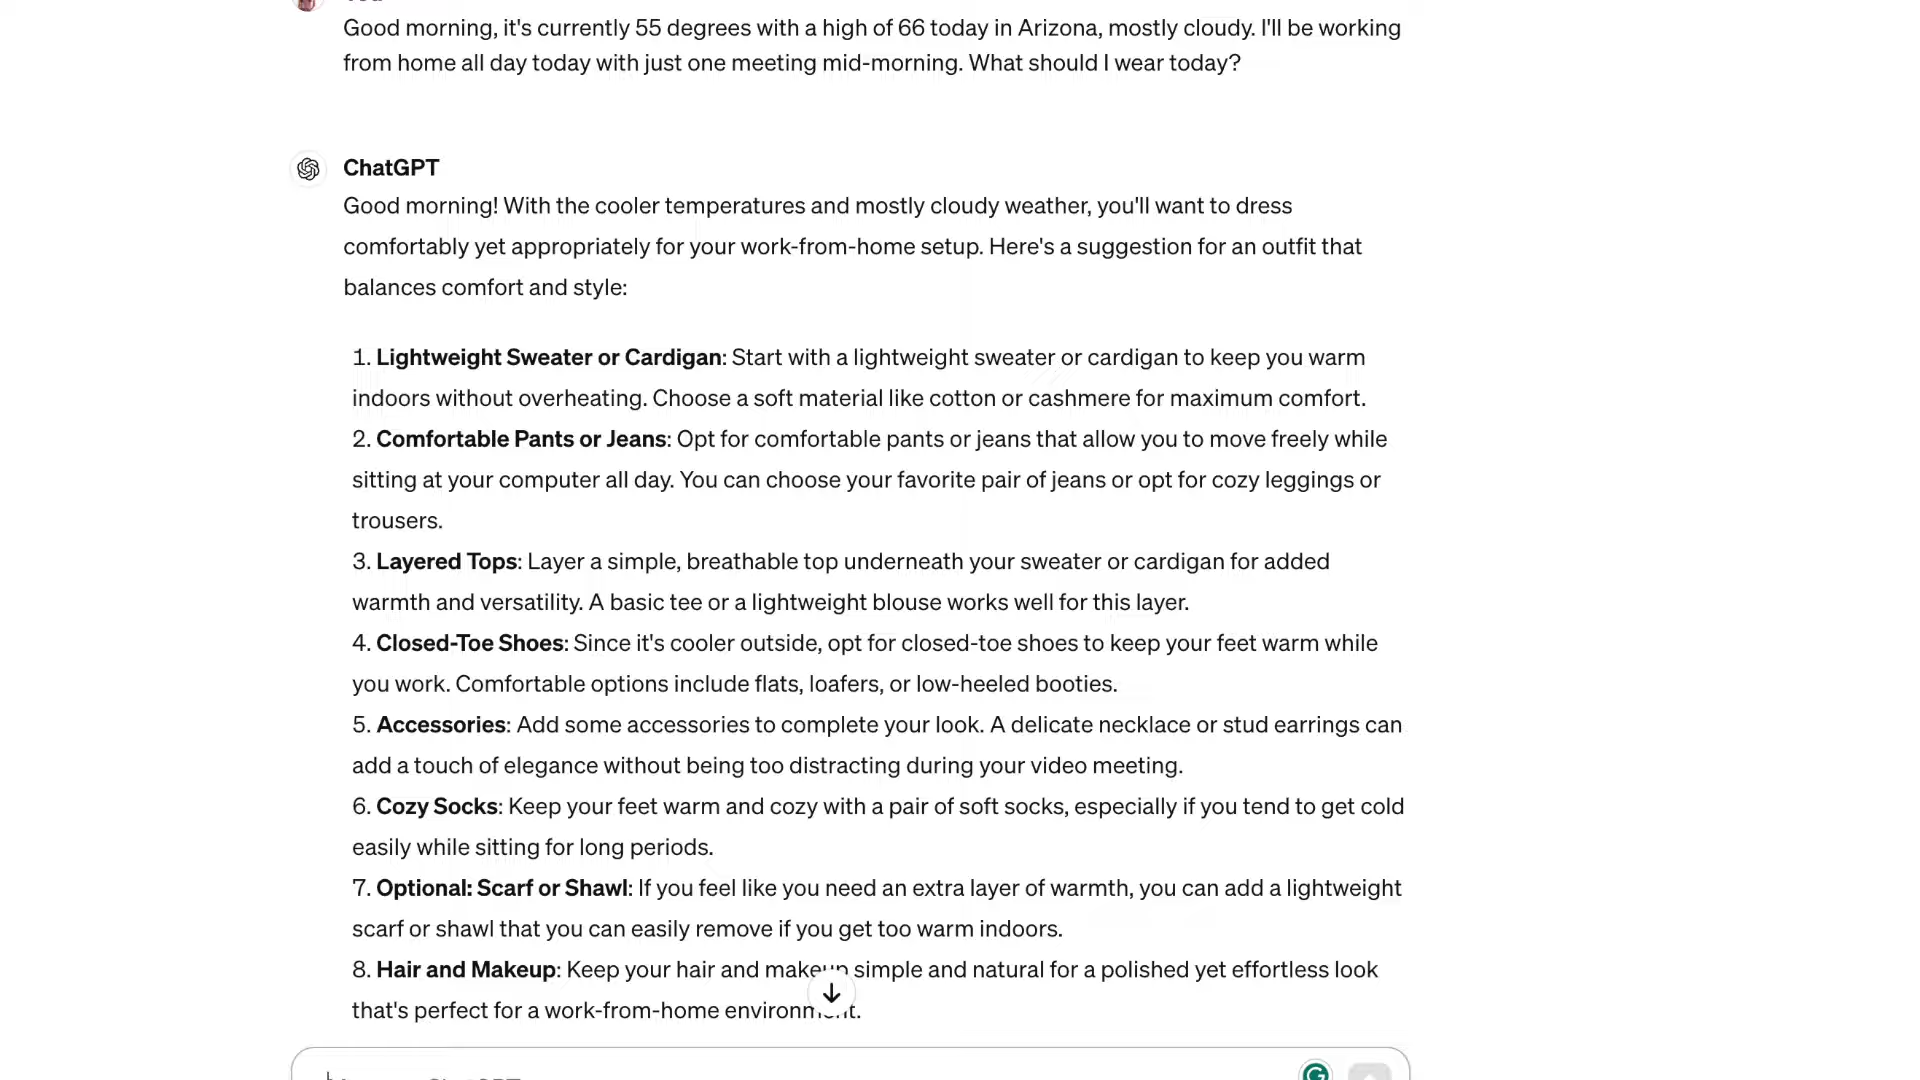 Good morning, it's currently 55 degrees with a high of 66 today in Arizona, mostly cloudy. I'll be working
from home all day today with just one meeting mid-morning. What should I wear today?
ChatGPT
Good morning! With the cooler temperatures and mostly cloudy weather, you'll want to dress
comfortably yet appropriately for your work-from-home setup. Here's a suggestion for an outfit that
balances comfort and style:
1. Lightweight Sweater or Cardigan: Start with a lightweight sweater or cardigan to keep you warm
indoors without overheating. Choose a soft material like cotton or cashmere for maximum comfort.
2. Comfortable Pants or Jeans: Opt for comfortable pants or jeans that allow you to move freely while
sitting at your computer all day. You can choose your favorite pair of jeans or opt for cozy leggings or
trousers.
3. Layered Tops: Layer a simple, breathable top underneath your sweater or cardigan for added
warmth and versatility. A basic tee or a lightweight blouse works well for this layer.
4. Closed-Toe Shoes: Since it's cooler outside, opt for closed-toe shoes to keep your feet warm while
you work. Comfortable options include flats, loafers, or low-heeled booties.
5. Accessories: Add some accessories to complete your look. A delicate necklace or stud earrings can
add a touch of elegance without being too distracting during your video meeting.
6. Cozy Socks: Keep your feet warm and cozy with a pair of soft socks, especially if you tend to get cold
easily while sitting for long periods.
7. Optional: Scarf or Shawl: If you feel like you need an extra layer of warmth, you can add a lightweight
scarf or shawl that you can easily remove if you get too warm indoors.
8. Hair and Makeup: Keep your hair and makeup simple and natural for a polished yet effortless look
that's perfect for a work-from-home environment.